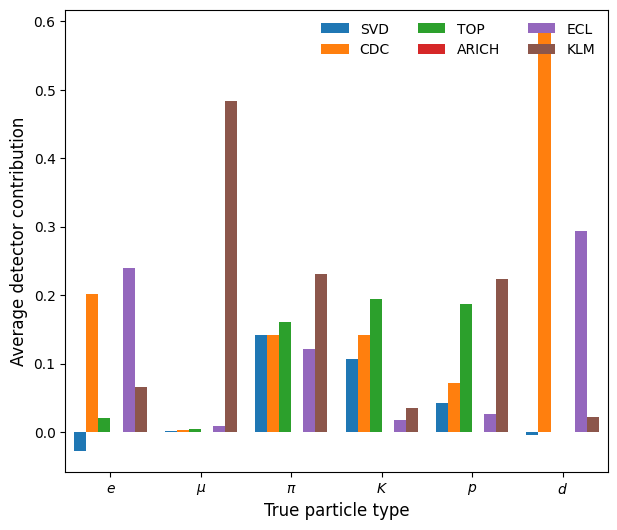 SVD TOP ECL
CDC ARICH KLM
Average detector contribution
0.6
0.5
0.4
0.3
0.2
0.1
0.0
e μ π K p d
True particle type